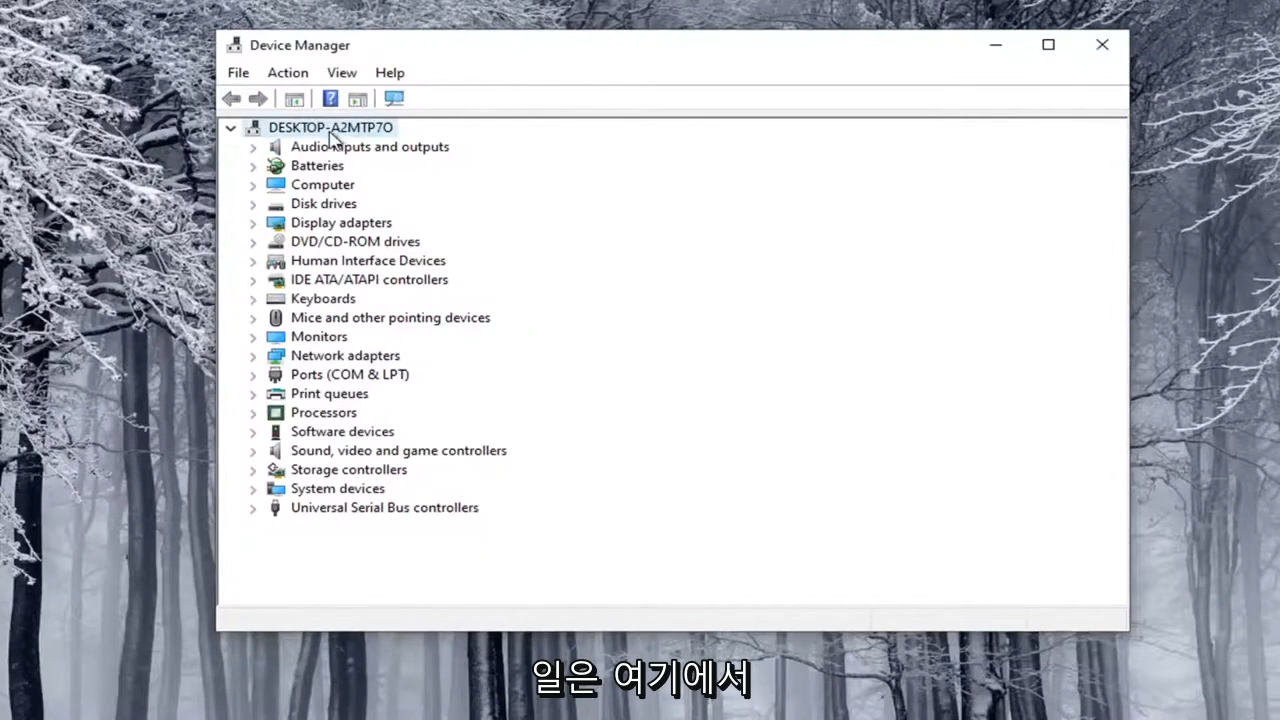 Device Manager
File Action View Help
DESKTOP-A2MTP7O
Audio inputs and outputs
Batteries
Computer
Disk drives
Display adapters
DVD/CD-ROM drives
Human Interface Devices
IDE ATA/ATAPI controllers
Keyboards
Mice and other pointing devices
Monitors
Network adapters
Ports (COM & LPT)
Print queues
Processors
Software devices
Sound, video and game controllers
Storage controllers
System devices
Universal Serial Bus controllers
일은 여기에서